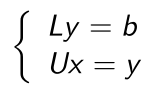 Ly = b
Ux = y